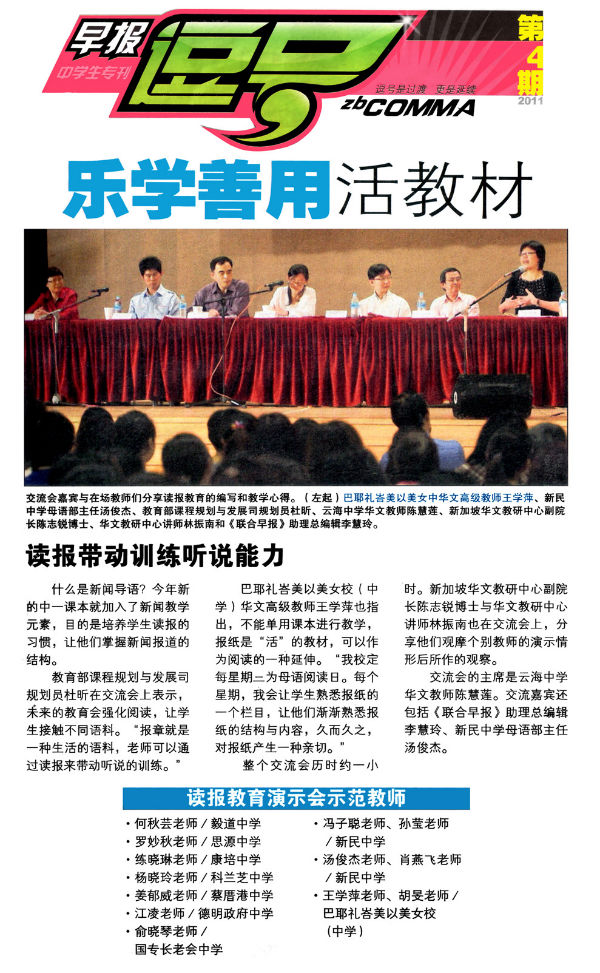 早报
中学生专刊
逗号
逗号是过渡 更是延续
zbCOMMA
第
4
期
2011
乐学善用活教材
交流会嘉宾与在场教师们分享读报教育的编写和教学心得。（左起）巴耶礼峇美以美女中华文高级教师王学萍、新民
中学母语部主任汤俊杰、教育部课程规划与发展司规划员杜昕、云海中学华文教师陈慧莲、新加坡华文教研中心副院
长陈志锐博士、华文教研中心讲师林振南和《联合早报》助理总编辑李慧玲。
读报带动训练听说能力
什么是新闻导语？今年新
的中一课本就加入了新闻教学
元素，目的是培养学生读报的
习惯，让他们掌握新闻报道的
结构。
教育部课程规划与发展司
规划员杜昕在交流会上表示，
未来的教育会强化阅读，让学
生接触不同语料。“报章就是
一种生活的语料，老师可以通
过读报来带动听说的训练。”
巴耶礼峇美以美女校（中
学）华文高级教师王学萍也指
出，不能单用课本进行教学，
报纸是“活”的教材，可以作
为阅读的一种延伸。“我校定
每星期三为母语阅读日。每个
星期，我会让学生熟悉报纸的
一个栏目，让他们渐渐熟悉报
纸的结构与内容，久而久之，
对报纸产生一种亲切。”
整个交流会历时约一小
时。新加坡华文教研中心副院
长陈志锐博士与华文教研中心
讲师林振南也在交流会上，分
享他们观摩个别教师的演示情
形后所作的观察。
交流会的主席是云海中学
华文教师陈慧莲。交流嘉宾还
包括《联合早报》助理总编辑
李慧玲、新民中学母语部主任
汤俊杰。
读报教育演示会示范教师
·何秋芸老师/毅道中学
·罗妙秋老师/思源中学
·练晓琳老师/康培中学
·杨晓玲老师/科兰芝中学
·姜郁威老师/蔡厝港中学
·江凌老师/德明政府中学
·俞晓琴老师/
国专长老会中学
·冯子聪老师、孙莹老师
/新民中学
·汤俊杰老师、肖燕飞老师
/新民中学
·王学萍老师、胡旻老师/
巴耶礼峇美以美女校
（中学）